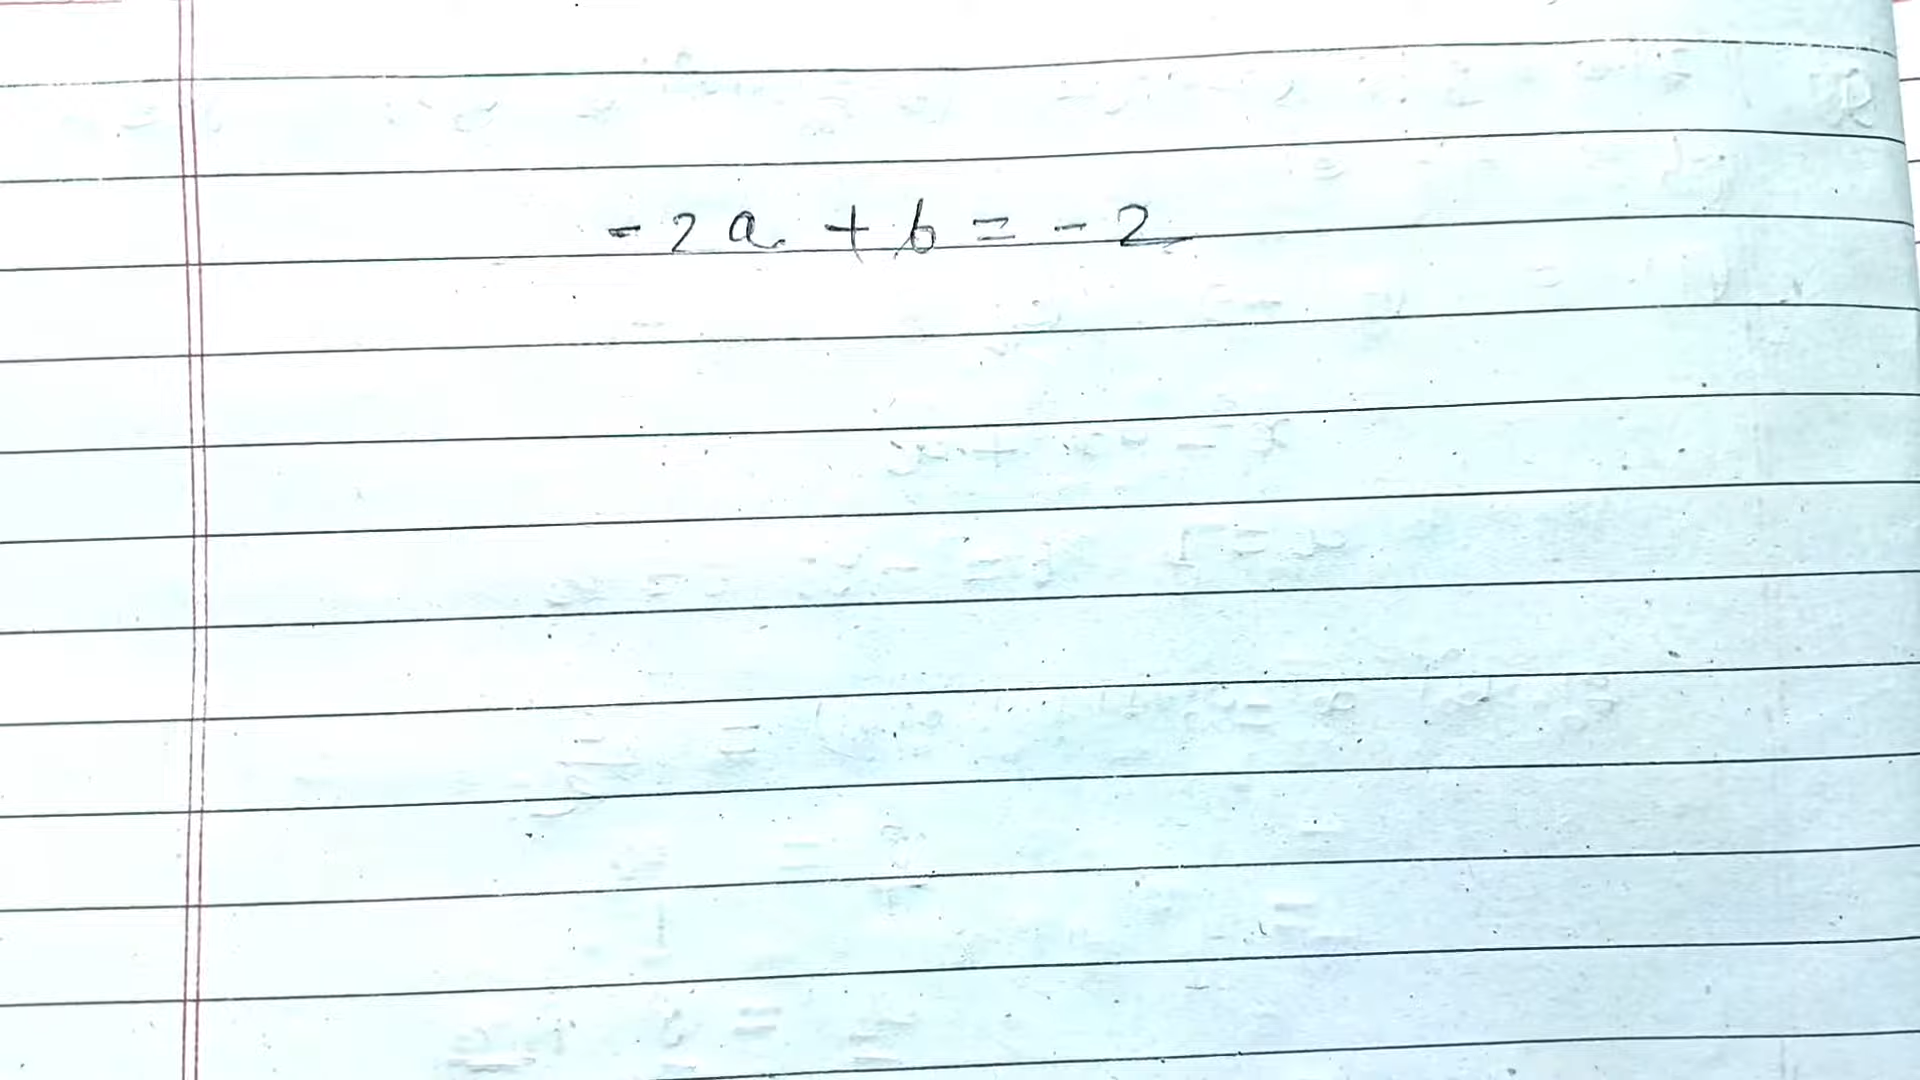 - 2a + b = - 2